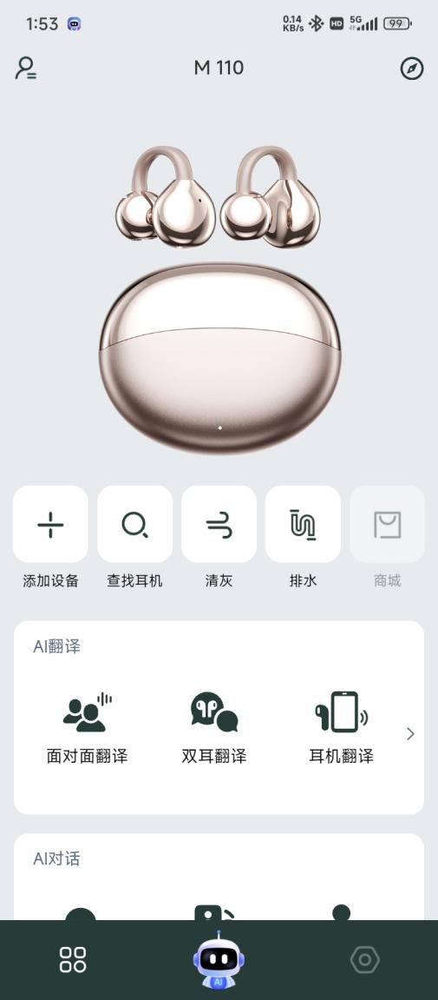 1:53
0.14
KB/s
HD
5G
99
M 110
添加设备
查找耳机
清灰
排水
商城
AI翻译
面对面翻译
双耳翻译
耳机翻译
AI对话
AI